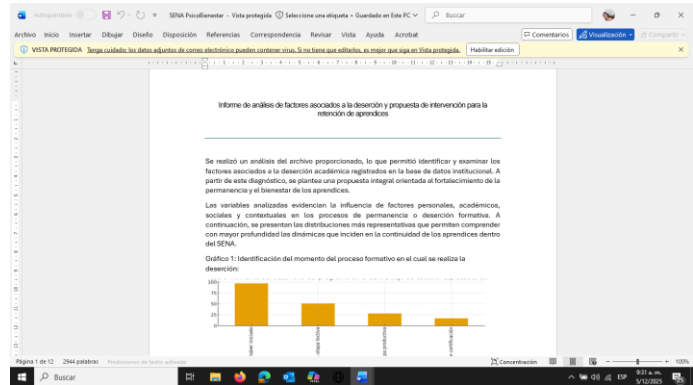 Autoguardado
SENA PsicoBienestar - Vista protegida
Seleccione una etiqueta • Guardado en Este PC
Buscar
Archivo Inicio Insertar Dibujar Diseño Disposición Referencias Correspondencia Revisar Vista Ayuda Acrobat
Comentarios
Visualización
Compartir
VISTA PROTEGIDA Tenga cuidado: los datos adjuntos de correo electrónico pueden contener virus. Si no tiene que editarlos, es mejor que siga en Vista protegida. Habilitar edición
Informe de análisis de factores asociados a la deserción y propuesta de intervención para la
retención de aprendices
Se realizó un análisis del archivo proporcionado, lo que permitió identificar y examinar los
factores asociados a la deserción académica registrados en la base de datos institucional. A
partir de este diagnóstico, se plantea una propuesta integral orientada al fortalecimiento de la
permanencia y el bienestar de los aprendices.
Las variables analizadas evidencian la influencia de factores personales, académicos,
sociales y contextuales en los procesos de permanencia o deserción formativa. A
continuación, se presentan las distribuciones más representativas que permiten comprender
con mayor profundidad las dinámicas que inciden en la continuidad de los aprendices dentro
del SENA.
Gráfico 1: Identificación del momento del proceso formativo en el cual se realiza la
deserción:
100
75
50
25
0
Página 1 de 12 2944 palabras Predicciones de texto: activado
Concentración
100%
Buscar
ESP
9:31 a. m.
5/12/2025